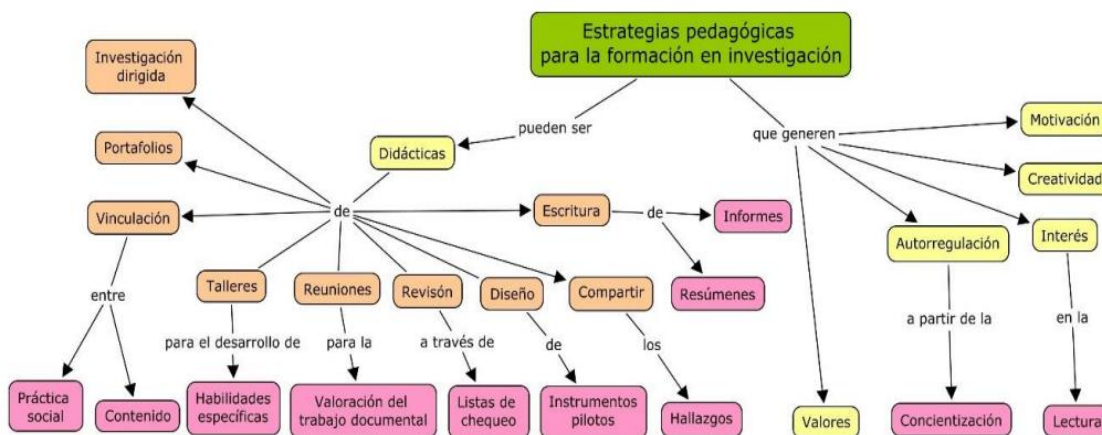 Estrategias pedagógicas
para la formación en investigación
Investigación
dirigida
pueden ser
que generen
Motivación
Portafolios
Didácticas
Creatividad
Vinculación
de
Escritura
de
Informes
Autorregulación
Interés
Talleres
Reuniones
Revisón
Diseño
Compartir
Resúmenes
entre
para el desarrollo de
para la
a través de
de
los
a partir de la
en la
Práctica
social
Contenido
Habilidades
específicas
Valoración del
trabajo documental
Listas de
chequeo
Instrumentos
pilotos
Hallazgos
Valores
Concientización
Lectura